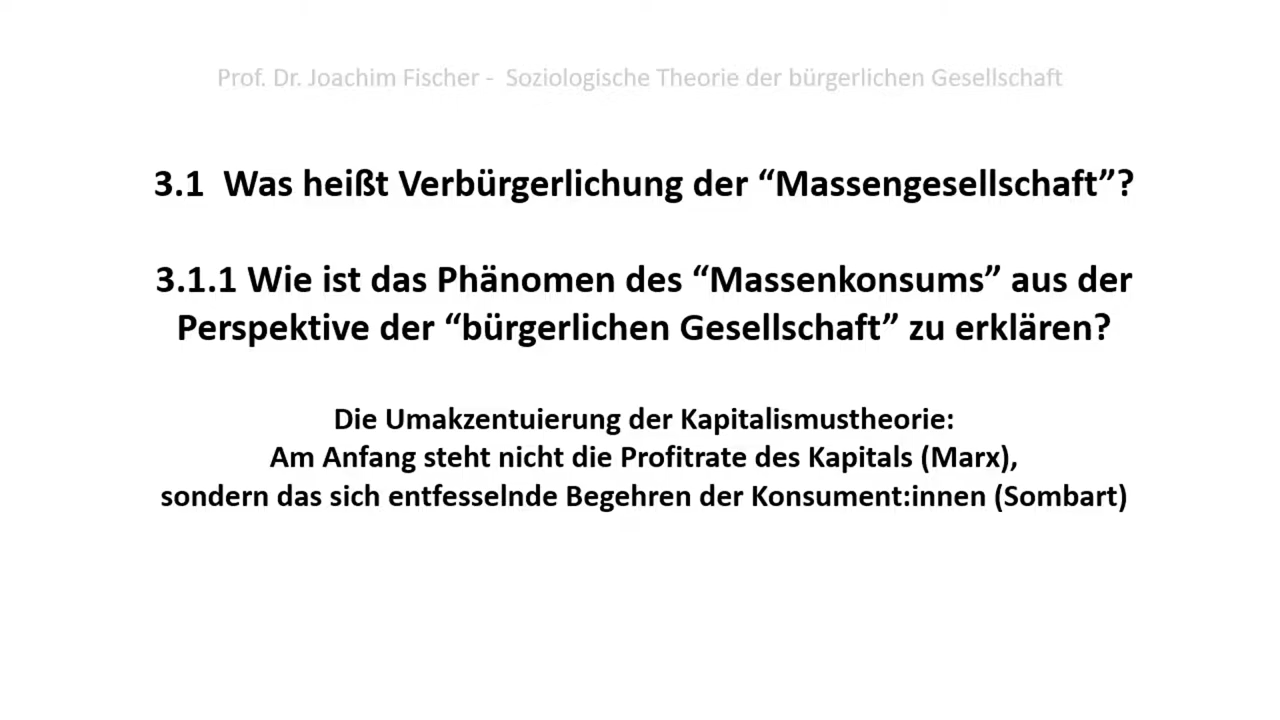 Prof. Dr. Joachim Fischer - Soziologische Theorie der bürgerlichen Gesellschaft
3.1 Was heißt Verbürgerlichung der “Massengesellschaft”?
3.1.1 Wie ist das Phänomen des “Massenkonsums” aus der
Perspektive der “bürgerlichen Gesellschaft” zu erklären?
Die Umakzentuierung der Kapitalismustheorie:
Am Anfang steht nicht die Profitrate des Kapitals (Marx),
sondern das sich entfesselnde Begehren der Konsument:innen (Sombart)